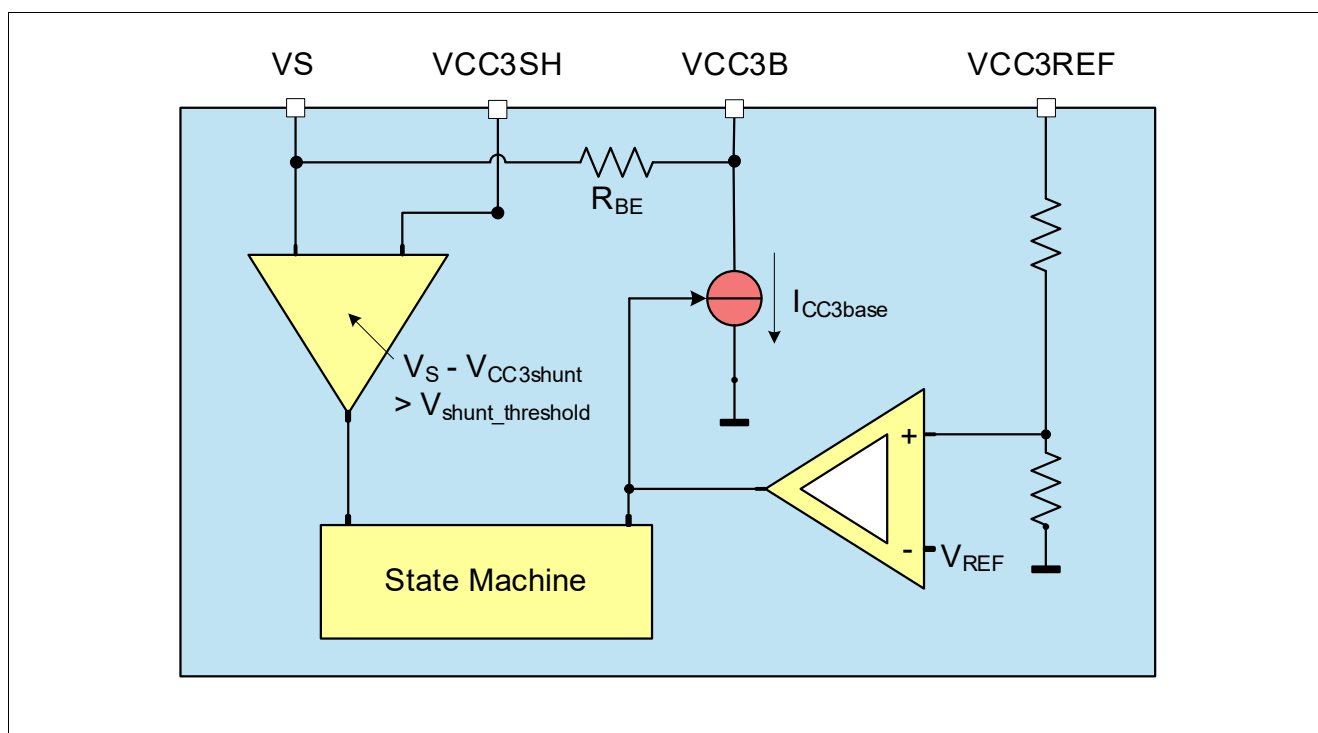 VS
VCC3SH
VCC3B
VCC3REF
RBE
ICC3base
VS - VCC3shunt
> Vshunt_threshold
+
-
VREF
State Machine